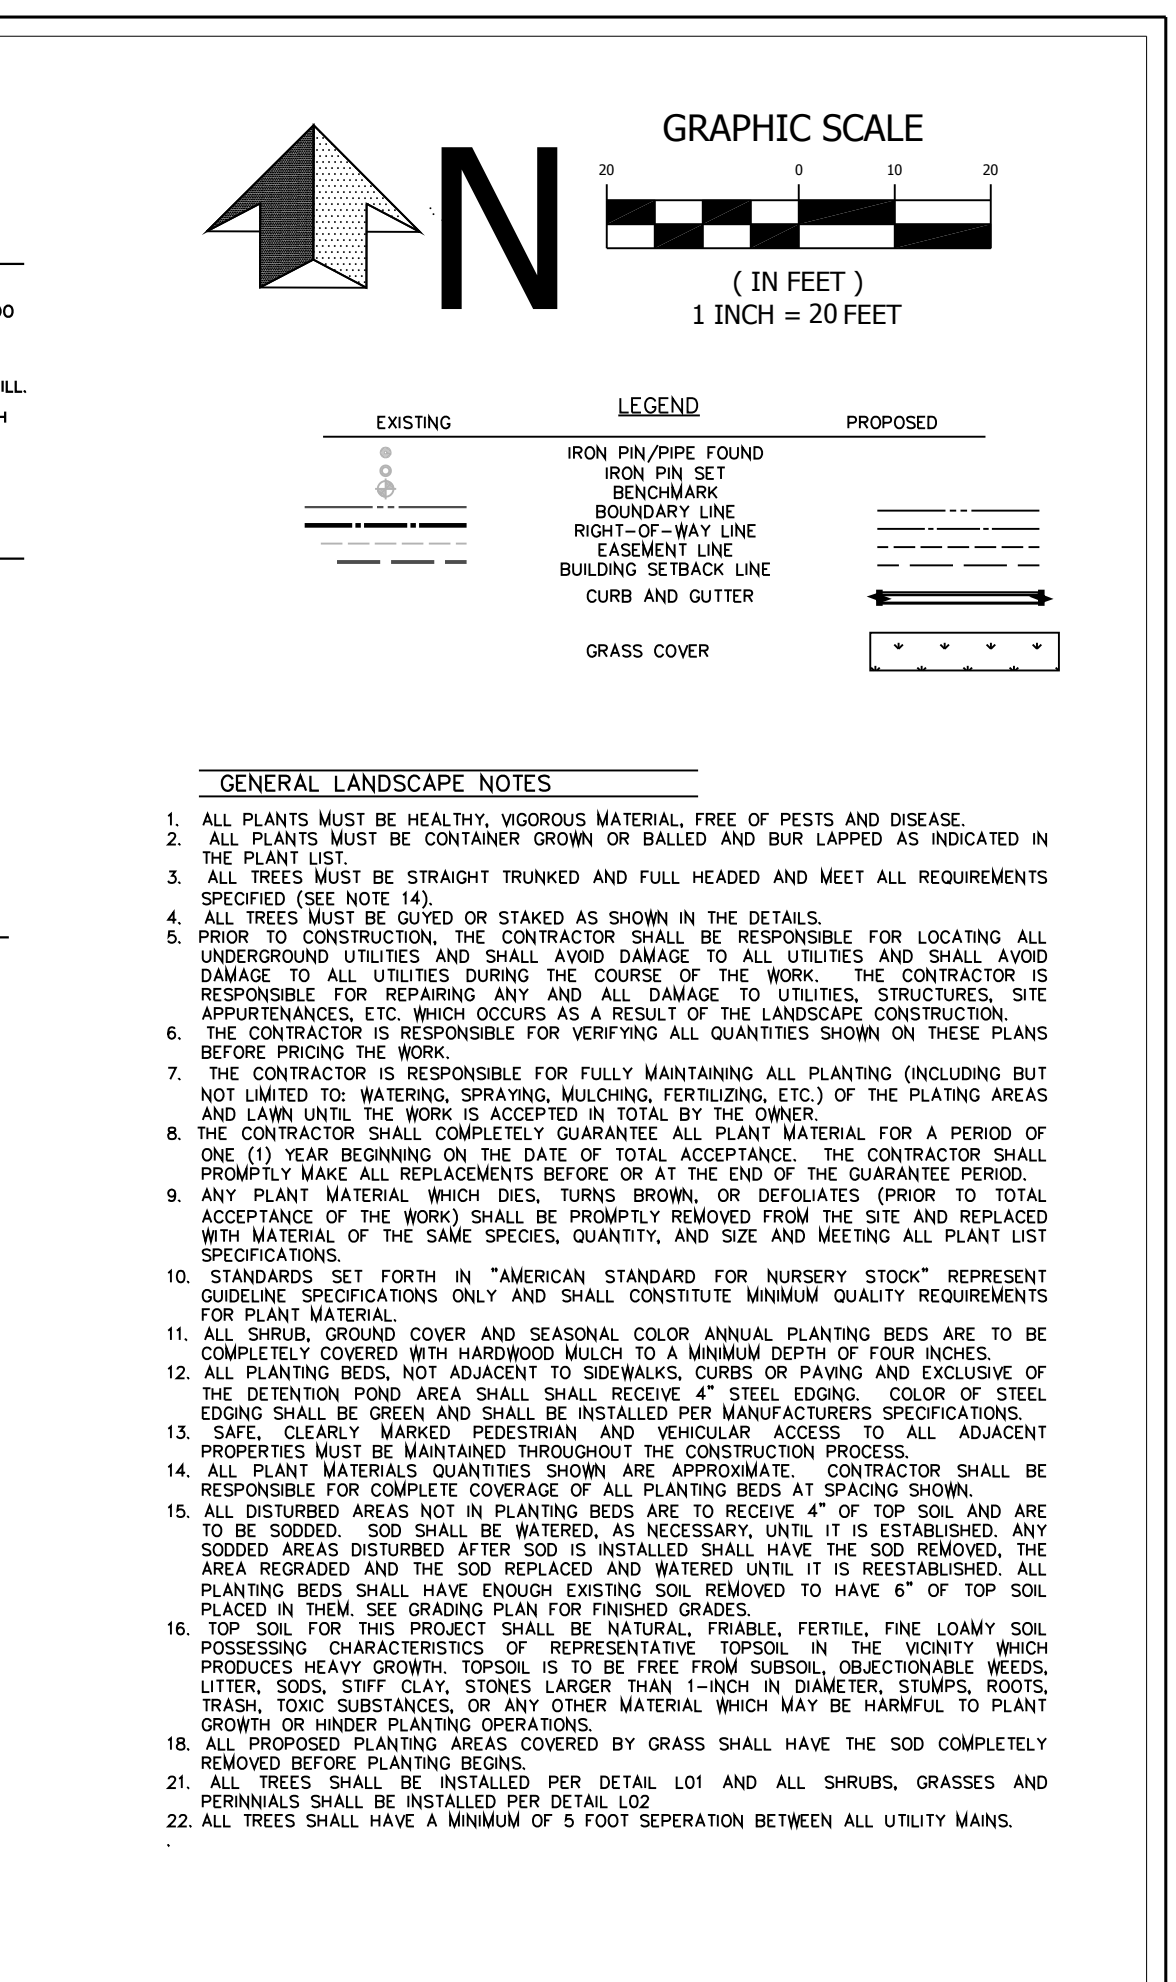 GRAPHIC SCALE
20 0 10 20
N
( IN FEET )
1 INCH = 20 FEET
ILL.
H
LEGEND
EXISTING PROPOSED
IRON PIN/PIPE FOUND
IRON PIN SET
BENCHMARK
BOUNDARY LINE
RIGHT-OF-WAY LINE
EASEMENT LINE
BUILDING SETBACK LINE
CURB AND GUTTER
GRASS COVER
GENERAL LANDSCAPE NOTES
1. ALL PLANTS MUST BE HEALTHY, VIGOROUS MATERIAL, FREE OF PESTS AND DISEASE.
2. ALL PLANTS MUST BE CONTAINER GROWN OR BALLED AND BUR LAPPED AS INDICATED IN
THE PLANT LIST.
3. ALL TREES MUST BE STRAIGHT TRUNKED AND FULL HEADED AND MEET ALL REQUIREMENTS
SPECIFIED (SEE NOTE 14).
4. ALL TREES MUST BE GUYED OR STAKED AS SHOWN IN THE DETAILS.
5. PRIOR TO CONSTRUCTION, THE CONTRACTOR SHALL BE RESPONSIBLE FOR LOCATING ALL
UNDERGROUND UTILITIES AND SHALL AVOID DAMAGE TO ALL UTILITIES AND SHALL AVOID
DAMAGE TO ALL UTILITIES DURING THE COURSE OF THE WORK. THE CONTRACTOR IS
RESPONSIBLE FOR REPAIRING ANY AND ALL DAMAGE TO UTILITIES, STRUCTURES, SITE
APPURTENANCES, ETC. WHICH OCCURS AS A RESULT OF THE LANDSCAPE CONSTRUCTION.
6. THE CONTRACTOR IS RESPONSIBLE FOR VERIFYING ALL QUANTITIES SHOWN ON THESE PLANS
BEFORE PRICING THE WORK.
7. THE CONTRACTOR IS RESPONSIBLE FOR FULLY MAINTAINING ALL PLANTING (INCLUDING BUT
NOT LIMITED TO: WATERING, SPRAYING, MULCHING, FERTILIZING, ETC.) OF THE PLATING AREAS
AND LAWN UNTIL THE WORK IS ACCEPTED IN TOTAL BY THE OWNER.
8. THE CONTRACTOR SHALL COMPLETELY GUARANTEE ALL PLANT MATERIAL FOR A PERIOD OF
ONE (1) YEAR BEGINNING ON THE DATE OF TOTAL ACCEPTANCE. THE CONTRACTOR SHALL
PROMPTLY MAKE ALL REPLACEMENTS BEFORE OR AT THE END OF THE GUARANTEE PERIOD.
9. ANY PLANT MATERIAL WHICH DIES, TURNS BROWN, OR DEFOLIATES (PRIOR TO TOTAL
ACCEPTANCE OF THE WORK) SHALL BE PROMPTLY REMOVED FROM THE SITE AND REPLACED
WITH MATERIAL OF THE SAME SPECIES, QUANTITY, AND SIZE AND MEETING ALL PLANT LIST
SPECIFICATIONS.
10. STANDARDS SET FORTH IN "AMERICAN STANDARD FOR NURSERY STOCK" REPRESENT
GUIDELINE SPECIFICATIONS ONLY AND SHALL CONSTITUTE MINIMUM QUALITY REQUIREMENTS
FOR PLANT MATERIAL.
11. ALL SHRUB, GROUND COVER AND SEASONAL COLOR ANNUAL PLANTING BEDS ARE TO BE
COMPLETELY COVERED WITH HARDWOOD MULCH TO A MINIMUM DEPTH OF FOUR INCHES.
12. ALL PLANTING BEDS, NOT ADJACENT TO SIDEWALKS, CURBS OR PAVING AND EXCLUSIVE OF
THE DETENTION POND AREA SHALL SHALL RECEIVE 4" STEEL EDGING. COLOR OF STEEL
EDGING SHALL BE GREEN AND SHALL BE INSTALLED PER MANUFACTURERS SPECIFICATIONS.
13. SAFE, CLEARLY MARKED PEDESTRIAN AND VEHICULAR ACCESS TO ALL ADJACENT
PROPERTIES MUST BE MAINTAINED THROUGHOUT THE CONSTRUCTION PROCESS.
14. ALL PLANT MATERIALS QUANTITIES SHOWN ARE APPROXIMATE. CONTRACTOR SHALL BE
RESPONSIBLE FOR COMPLETE COVERAGE OF ALL PLANTING BEDS AT SPACING SHOWN.
15. ALL DISTURBED AREAS NOT IN PLANTING BEDS ARE TO RECEIVE 4" OF TOP SOIL AND ARE
TO BE SODDED. SOD SHALL BE WATERED, AS NECESSARY, UNTIL IT IS ESTABLISHED. ANY
SODDED AREAS DISTURBED AFTER SOD IS INSTALLED SHALL HAVE THE SOD REMOVED, THE
AREA REGRADED AND THE SOD REPLACED AND WATERED UNTIL IT IS REESTABLISHED. ALL
PLANTING BEDS SHALL HAVE ENOUGH EXISTING SOIL REMOVED TO HAVE 6" OF TOP SOIL
PLACED IN THEM. SEE GRADING PLAN FOR FINISHED GRADES.
16. TOP SOIL FOR THIS PROJECT SHALL BE NATURAL, FRIABLE, FERTILE, FINE LOAMY SOIL
POSSESSING CHARACTERISTICS OF REPRESENTATIVE TOPSOIL IN THE VICINITY WHICH
PRODUCES HEAVY GROWTH. TOPSOIL IS TO BE FREE FROM SUBSOIL, OBJECTIONABLE WEEDS,
LITTER, SODS, STIFF CLAY, STONES LARGER THAN 1-INCH IN DIAMETER, STUMPS, ROOTS,
TRASH, TOXIC SUBSTANCES, OR ANY OTHER MATERIAL WHICH MAY BE HARMFUL TO PLANT
GROWTH OR HINDER PLANTING OPERATIONS.
18. ALL PROPOSED PLANTING AREAS COVERED BY GRASS SHALL HAVE THE SOD COMPLETELY
REMOVED BEFORE PLANTING BEGINS.
21. ALL TREES SHALL BE INSTALLED PER DETAIL L01 AND ALL SHRUBS, GRASSES AND
PERINNIALS SHALL BE INSTALLED PER DETAIL L02
22. ALL TREES SHALL HAVE A MINIMUM OF 5 FOOT SEPERATION BETWEEN ALL UTILITY MAINS.
.